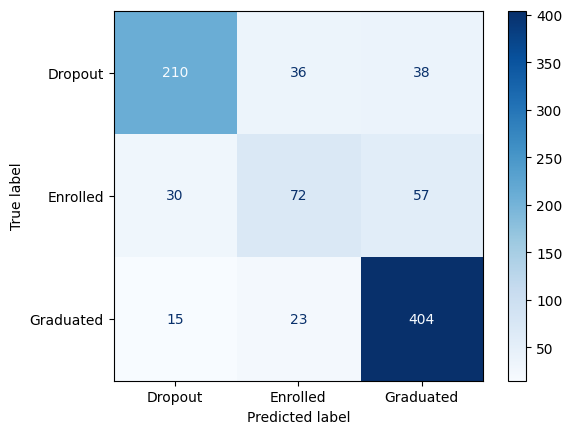 400
350
300
250
200
150
100
50
True label
Dropout 210 36 38
Enrolled 30 72 57
Graduated 15 23 404
Dropout Enrolled Graduated
Predicted label